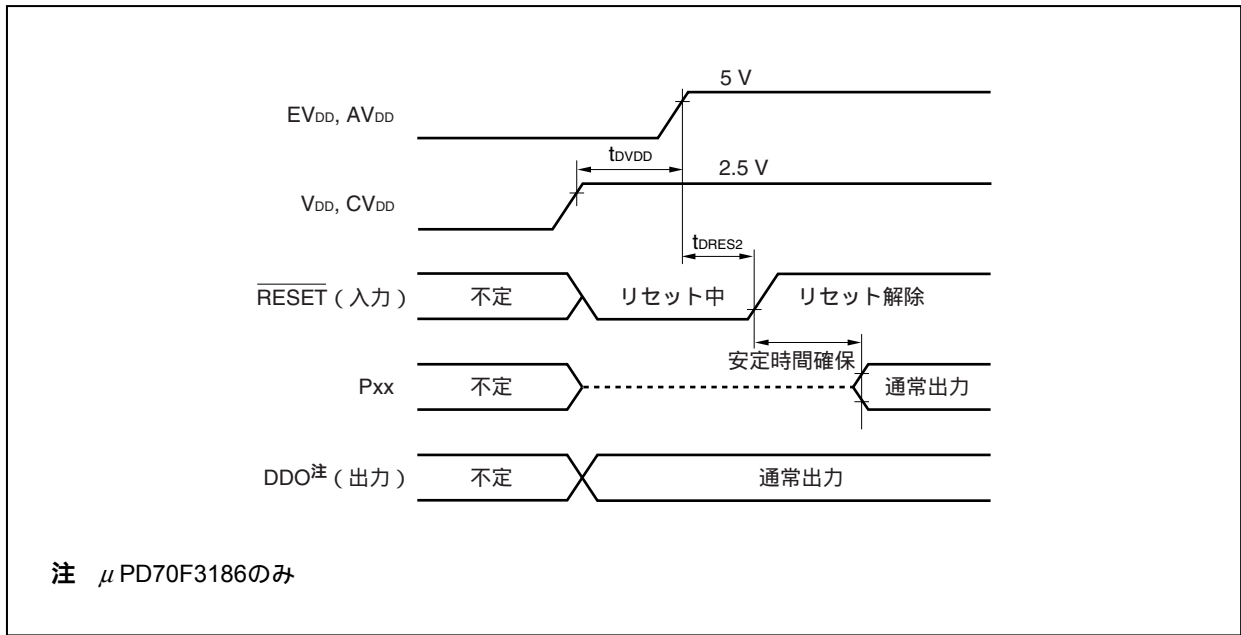 5 V
EVDD, AVDD
tDVDD
2.5 V
VDD, CVDD
tDRES2
RESET（入力） 不定 リセット中 リセット解除
安定時間確保
Pxx 不定 通常出力
DDO注（出力） 不定 通常出力
注 μPD70F3186のみ